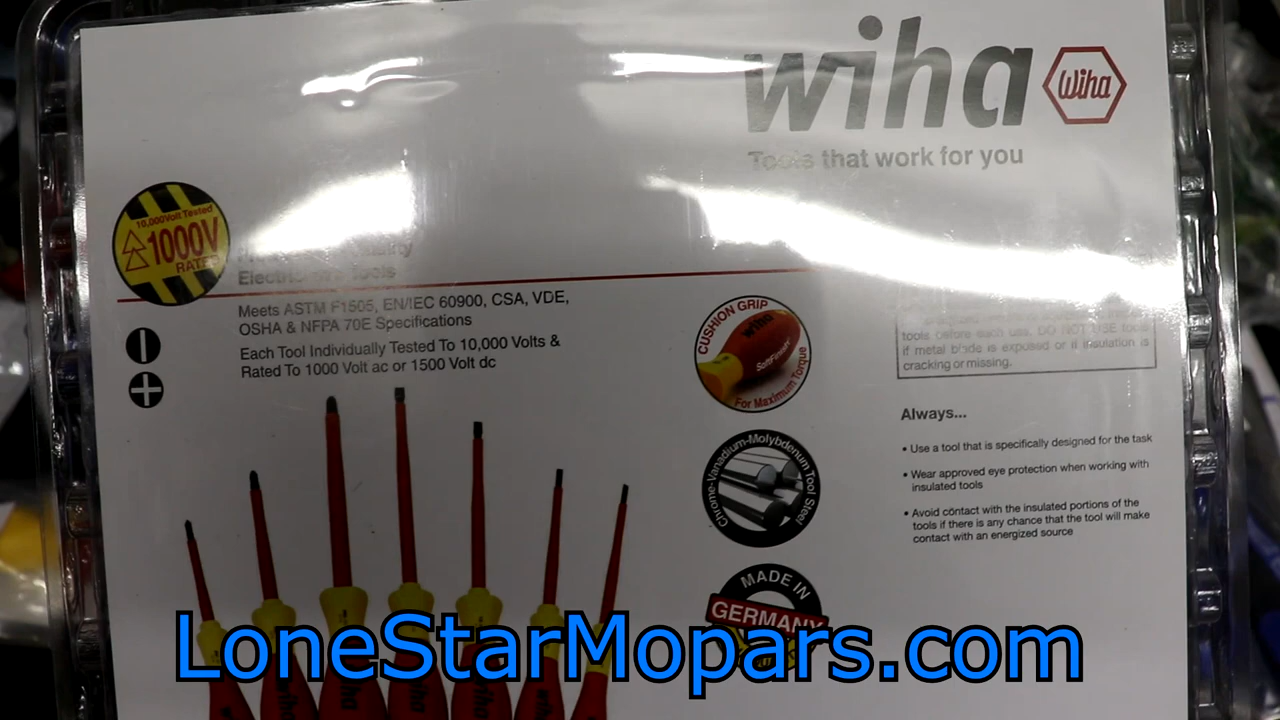 wiha
Wiha
Tools that work for you
10,000Volt Tested
1000V
RATED
Electric Tools
Meets ASTM F1505, EN/IEC 60900, CSA, VDE,
OSHA & NFPA 70E Specifications
Each Tool Individually Tested To 10,000 Volts &
Rated To 1000 Volt ac or 1500 Volt dc
CUSHION GRIP
wiha
SoftFinish
For Maximum Torque
tools before each use. DO NOT USE tools
if metal blade is exposed or if insulation is
cracking or missing.
Always...
• Use a tool that is specifically designed for the task
• Wear approved eye protection when working with
insulated tools
• Avoid contact with the insulated portions of the
tools if there is any chance that the tool will make
contact with an energized source
Chrome-Vanadium-Molybdenum Tool Steel
MADE IN
GERMANY
LoneStarMopars.com